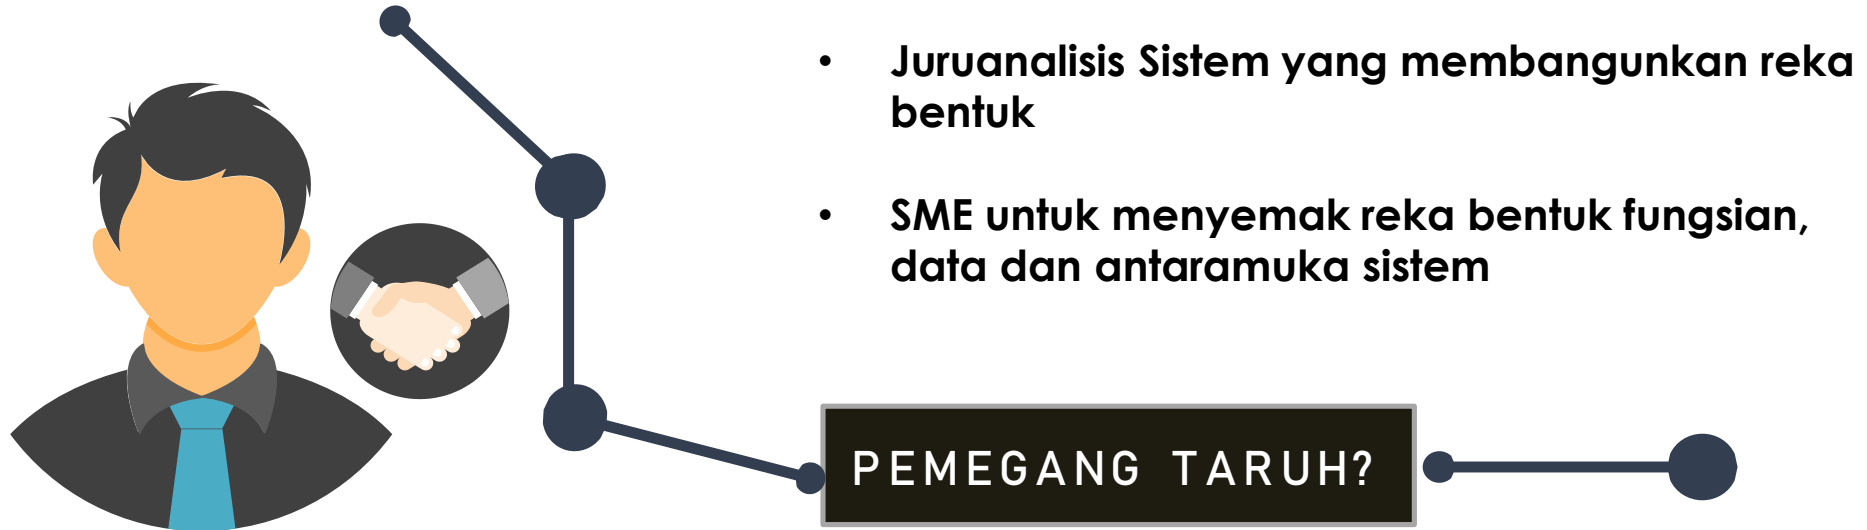 • Juruanalisis Sistem yang membangunkan reka
bentuk
• SME untuk menyemak reka bentuk fungsian,
data dan antaramuka sistem
PEMEGANG TARUH?